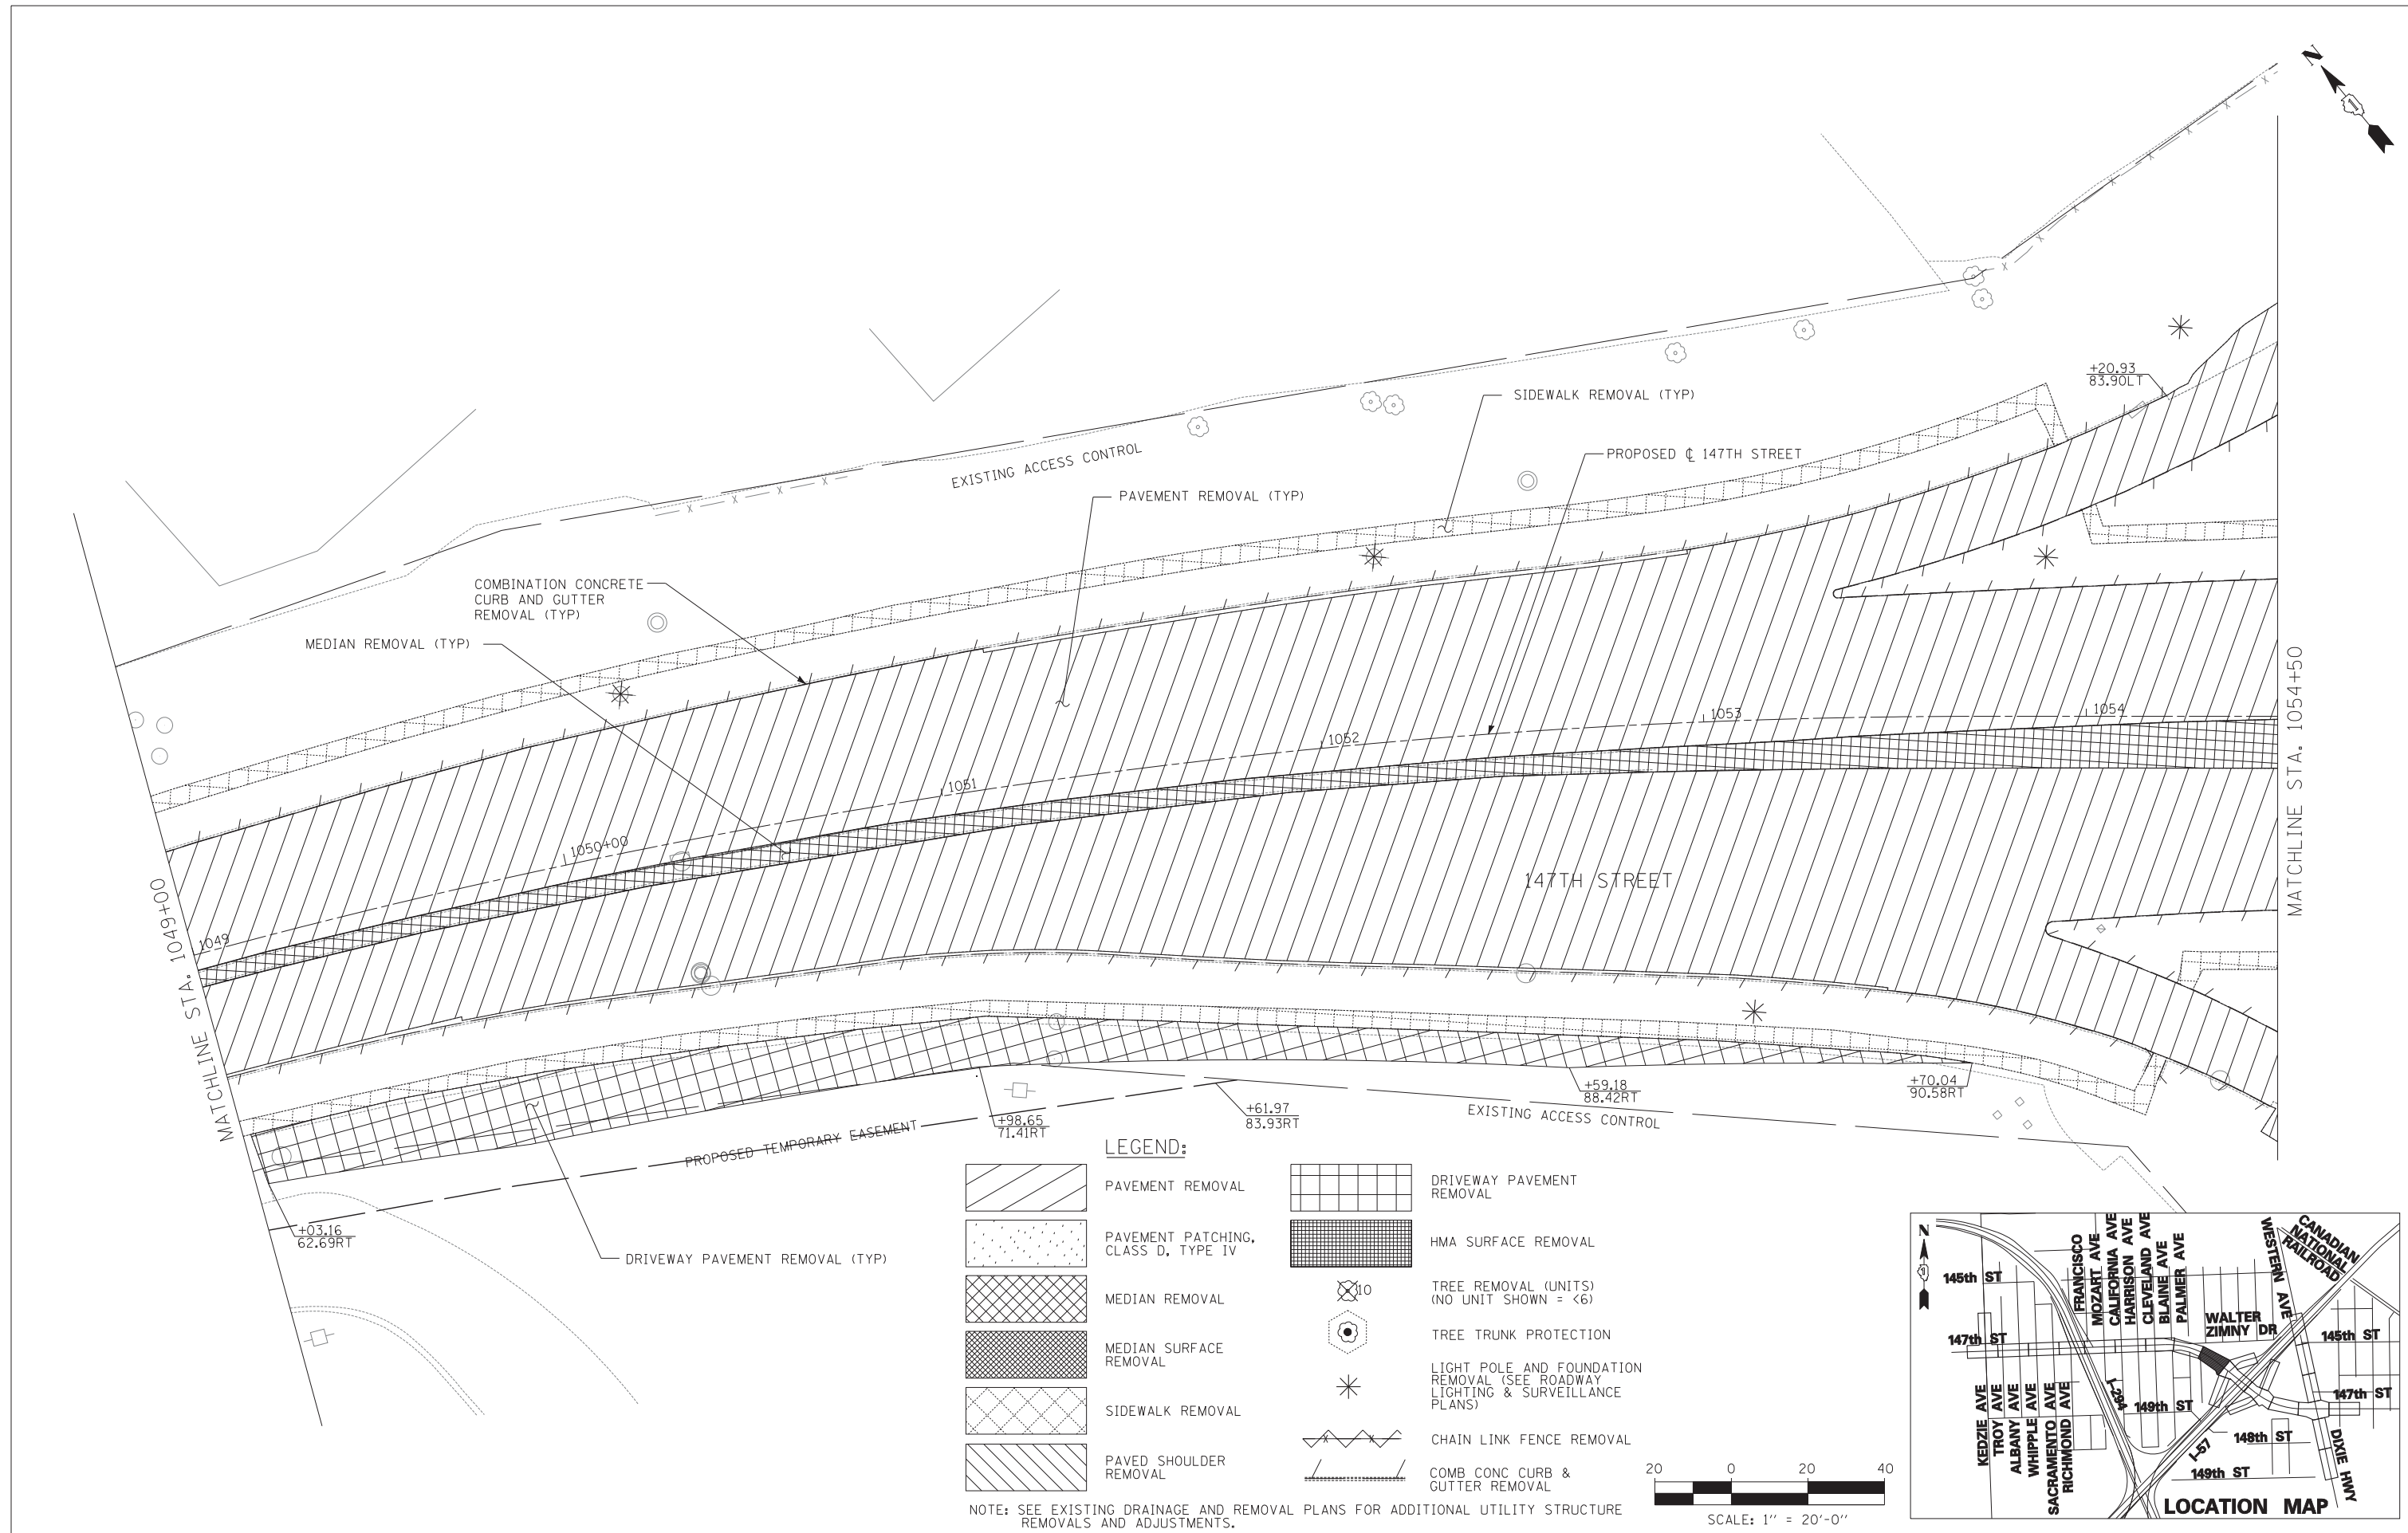 N
1
+20.93
83.90LT
SIDEWALK REMOVAL (TYP)
PROPOSED ℄ 147TH STREET
EXISTING ACCESS CONTROL
PAVEMENT REMOVAL (TYP)
COMBINATION CONCRETE
CURB AND GUTTER
REMOVAL (TYP)
MEDIAN REMOVAL (TYP)
MATCHLINE STA. 1049+00
MATCHLINE STA. 1054+50
1049
1050+00
1051
1052
1053
1054
147TH STREET
+03.16
62.69RT
+98.65
71.41RT
+61.97
83.93RT
+59.18
88.42RT
+70.04
90.58RT
EXISTING ACCESS CONTROL
PROPOSED TEMPORARY EASEMENT
DRIVEWAY PAVEMENT REMOVAL (TYP)
LEGEND:
PAVEMENT REMOVAL
PAVEMENT PATCHING,
CLASS D, TYPE IV
MEDIAN REMOVAL
MEDIAN SURFACE
REMOVAL
SIDEWALK REMOVAL
PAVED SHOULDER
REMOVAL
DRIVEWAY PAVEMENT
REMOVAL
HMA SURFACE REMOVAL
10
TREE REMOVAL (UNITS)
(NO UNIT SHOWN = <6)
TREE TRUNK PROTECTION
LIGHT POLE AND FOUNDATION
REMOVAL (SEE ROADWAY
LIGHTING & SURVEILLANCE
PLANS)
CHAIN LINK FENCE REMOVAL
COMB CONC CURB &
GUTTER REMOVAL
NOTE: SEE EXISTING DRAINAGE AND REMOVAL PLANS FOR ADDITIONAL UTILITY STRUCTURE
REMOVALS AND ADJUSTMENTS.
20 0 20 40
SCALE: 1" = 20'-0"
N
145th ST
147th ST
FRANCISCO
MOZART AVE
CALIFORNIA AVE
HARRISON AVE
CLEVELAND AVE
BLAINE AVE
PALMER AVE
WESTERN AVE
CANADIAN
NATIONAL
RAILROAD
WALTER
ZIMNY DR
145th ST
147th ST
KEDZIE AVE
TROY AVE
ALBANY AVE
WHIPPLE AVE
SACRAMENTO AVE
RICHMOND AVE
I-294
149th ST
I-57
148th ST
149th ST
DIXIE HWY
LOCATION MAP